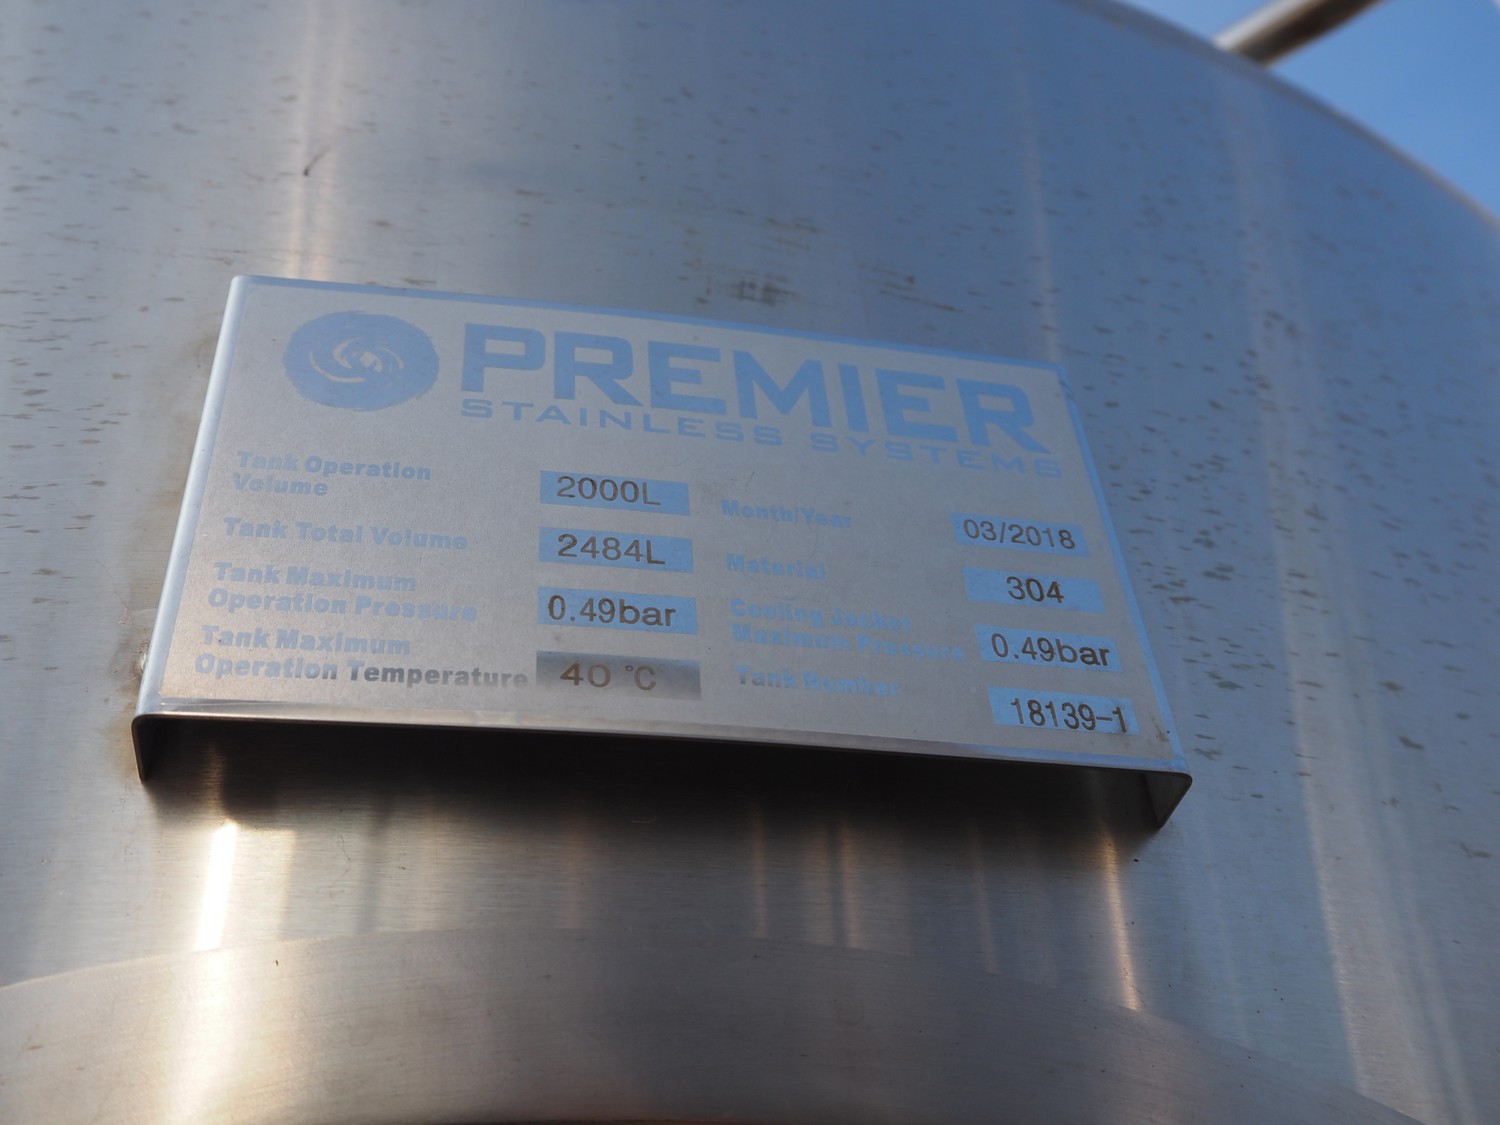 PREMIER
STAINLESS SYSTEMS
Tank Operation
Volume 2000L
Tank Total Volume 2484L
Tank Maximum
Operation Pressure 0.49bar
Tank Maximum
Operation Temperature 40 °C
Month/Year 03/2018
Material 304
Cooling Jacket
Maximum Pressure 0.49bar
Tank Number 18139-1